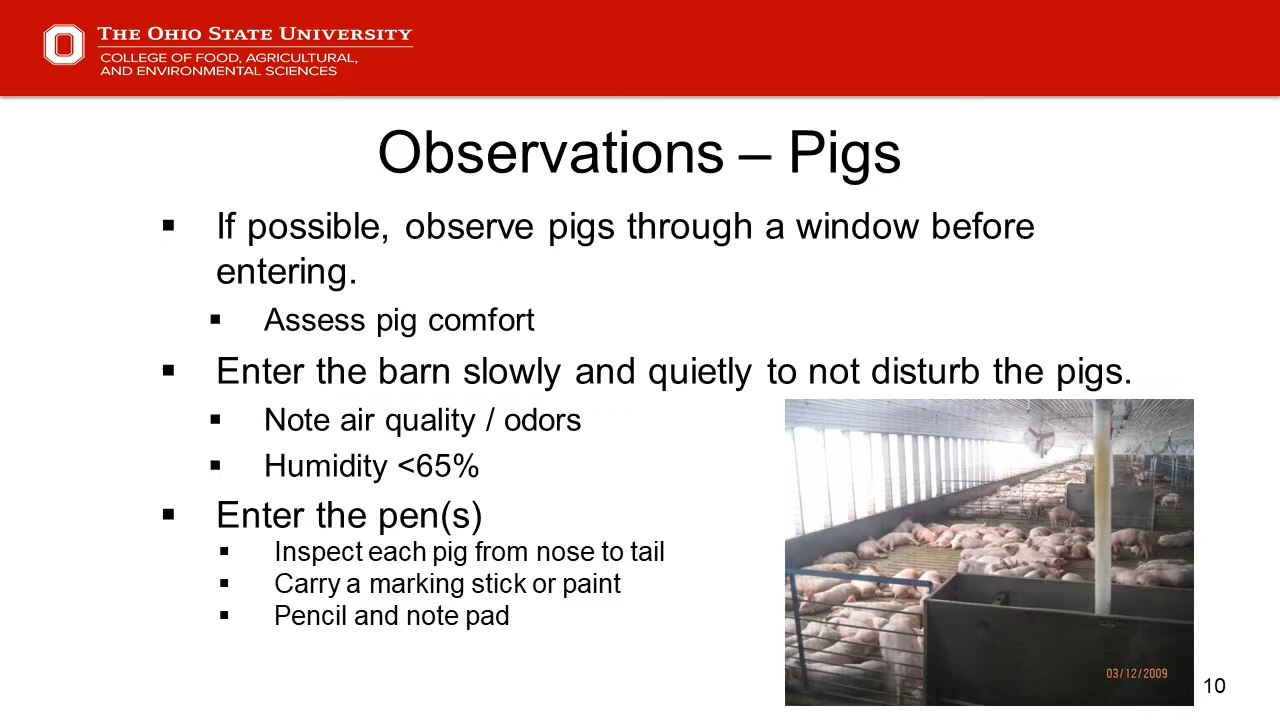 THE OHIO STATE UNIVERSITY
COLLEGE OF FOOD, AGRICULTURAL,
AND ENVIRONMENTAL SCIENCES
Observations – Pigs
▪ If possible, observe pigs through a window before
entering.
▪ Assess pig comfort
▪ Enter the barn slowly and quietly to not disturb the pigs.
▪ Note air quality / odors
▪ Humidity <65%
▪ Enter the pen(s)
▪ Inspect each pig from nose to tail
▪ Carry a marking stick or paint
▪ Pencil and note pad
03/12/2009
10